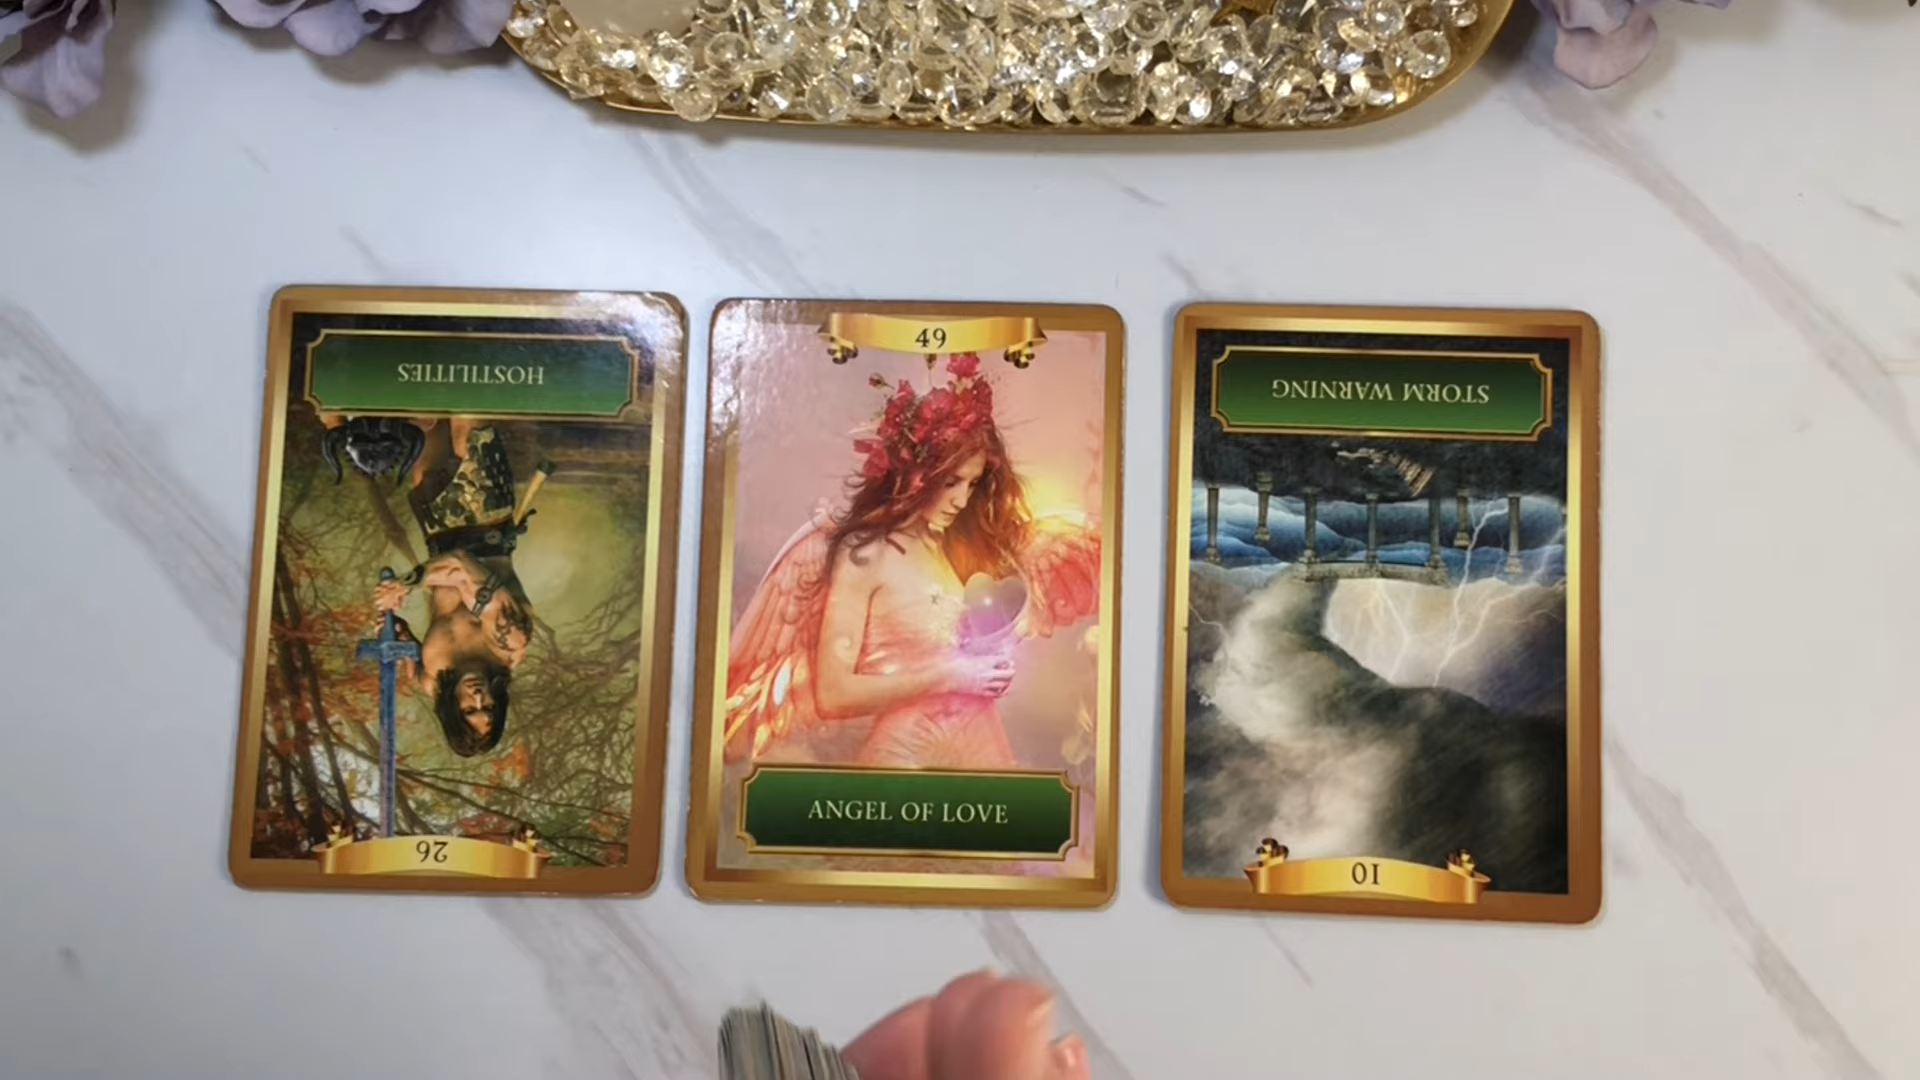 HOSTILITIES
26
49
ANGEL OF LOVE
STORM WARNING
10